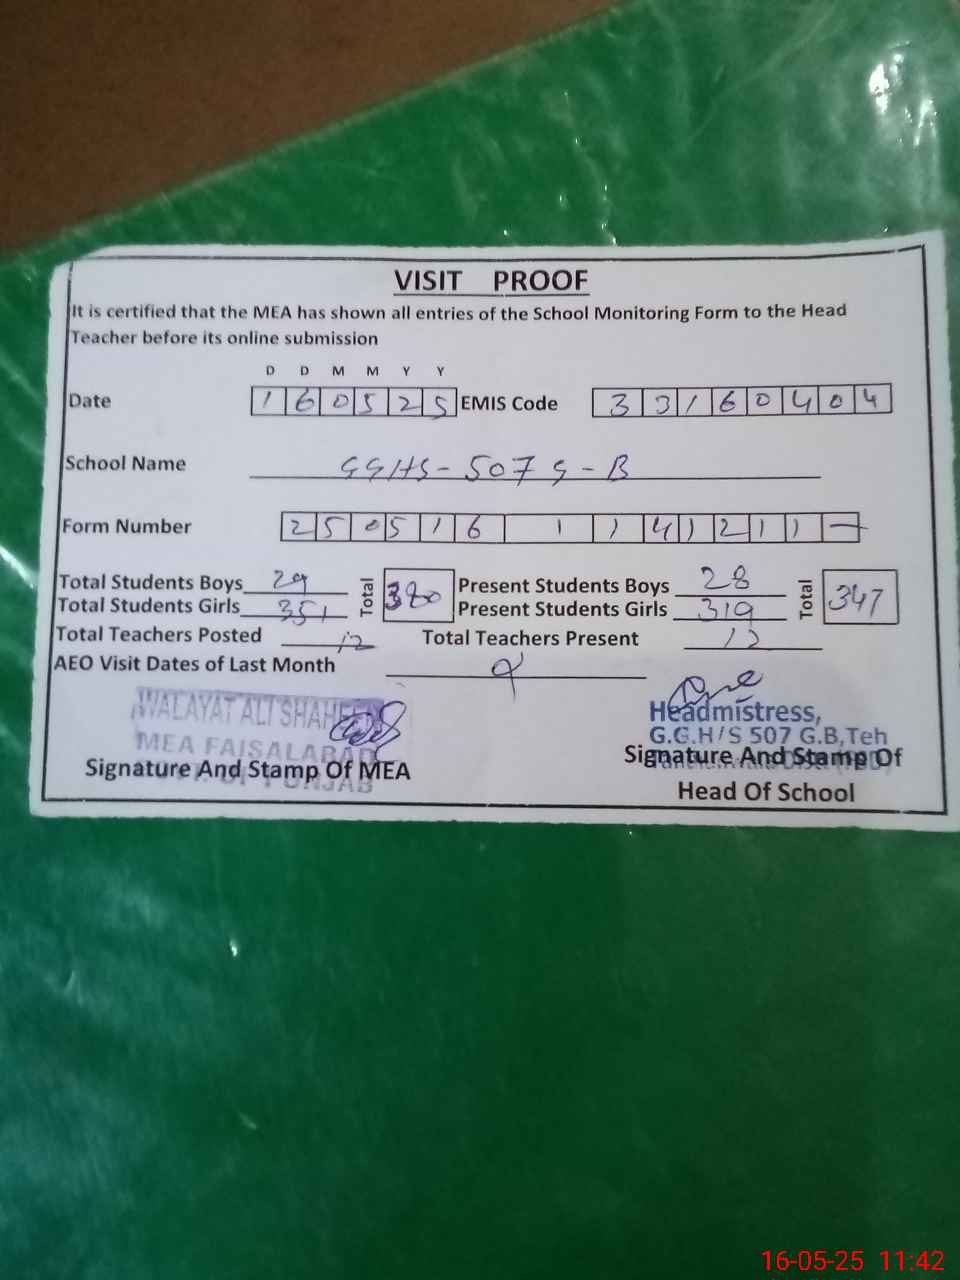 VISIT PROOF
It is certified that the MEA has shown all entries of the School Monitoring Form to the Head
Teacher before its online submission
D D M M Y Y
Date 1 6 0 5 2 5 EMIS Code 3 3 1 6 0 4 0 4
School Name GGHS-507 G-B
Form Number 2 5 0 5 1 6 1 1 4 1 2 1 1 -
Total Students Boys 29 Total 380 Present Students Boys 28 Total 347
Total Students Girls 351 Present Students Girls 319
Total Teachers Posted 12 Total Teachers Present 12
AEO Visit Dates of Last Month
WALAYAT ALI SHAHEEN
MEA FAISALABAD
Signature And Stamp Of MEA
OF PUNJAB
Headmistress,
G.G.H/S 507 G.B,Teh
Signature And Stamp Of
Head Of School
16-05-25 11:42